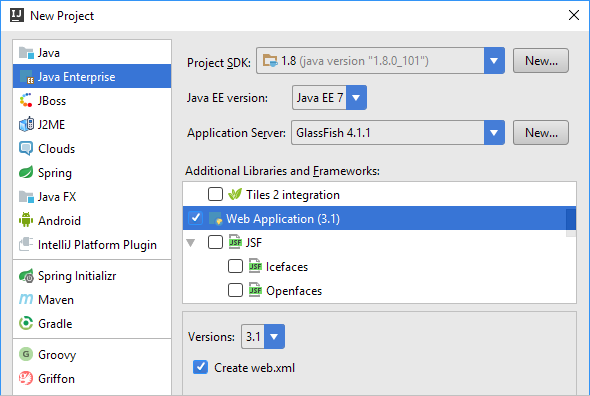 New Project
Java
Java Enterprise
JBoss
J2ME
Clouds
Spring
Java FX
Android
IntelliJ Platform Plugin
Spring Initializr
Maven
Gradle
Groovy
Griffon
Project SDK: 1.8 (java version "1.8.0_101") New...
Java EE version: Java EE 7
Application Server: GlassFish 4.1.1 New...
Additional Libraries and Frameworks:
Tiles 2 integration
Web Application (3.1)
JSF JSF
JSF Icefaces
JSF Openfaces
Versions: 3.1
Create web.xml